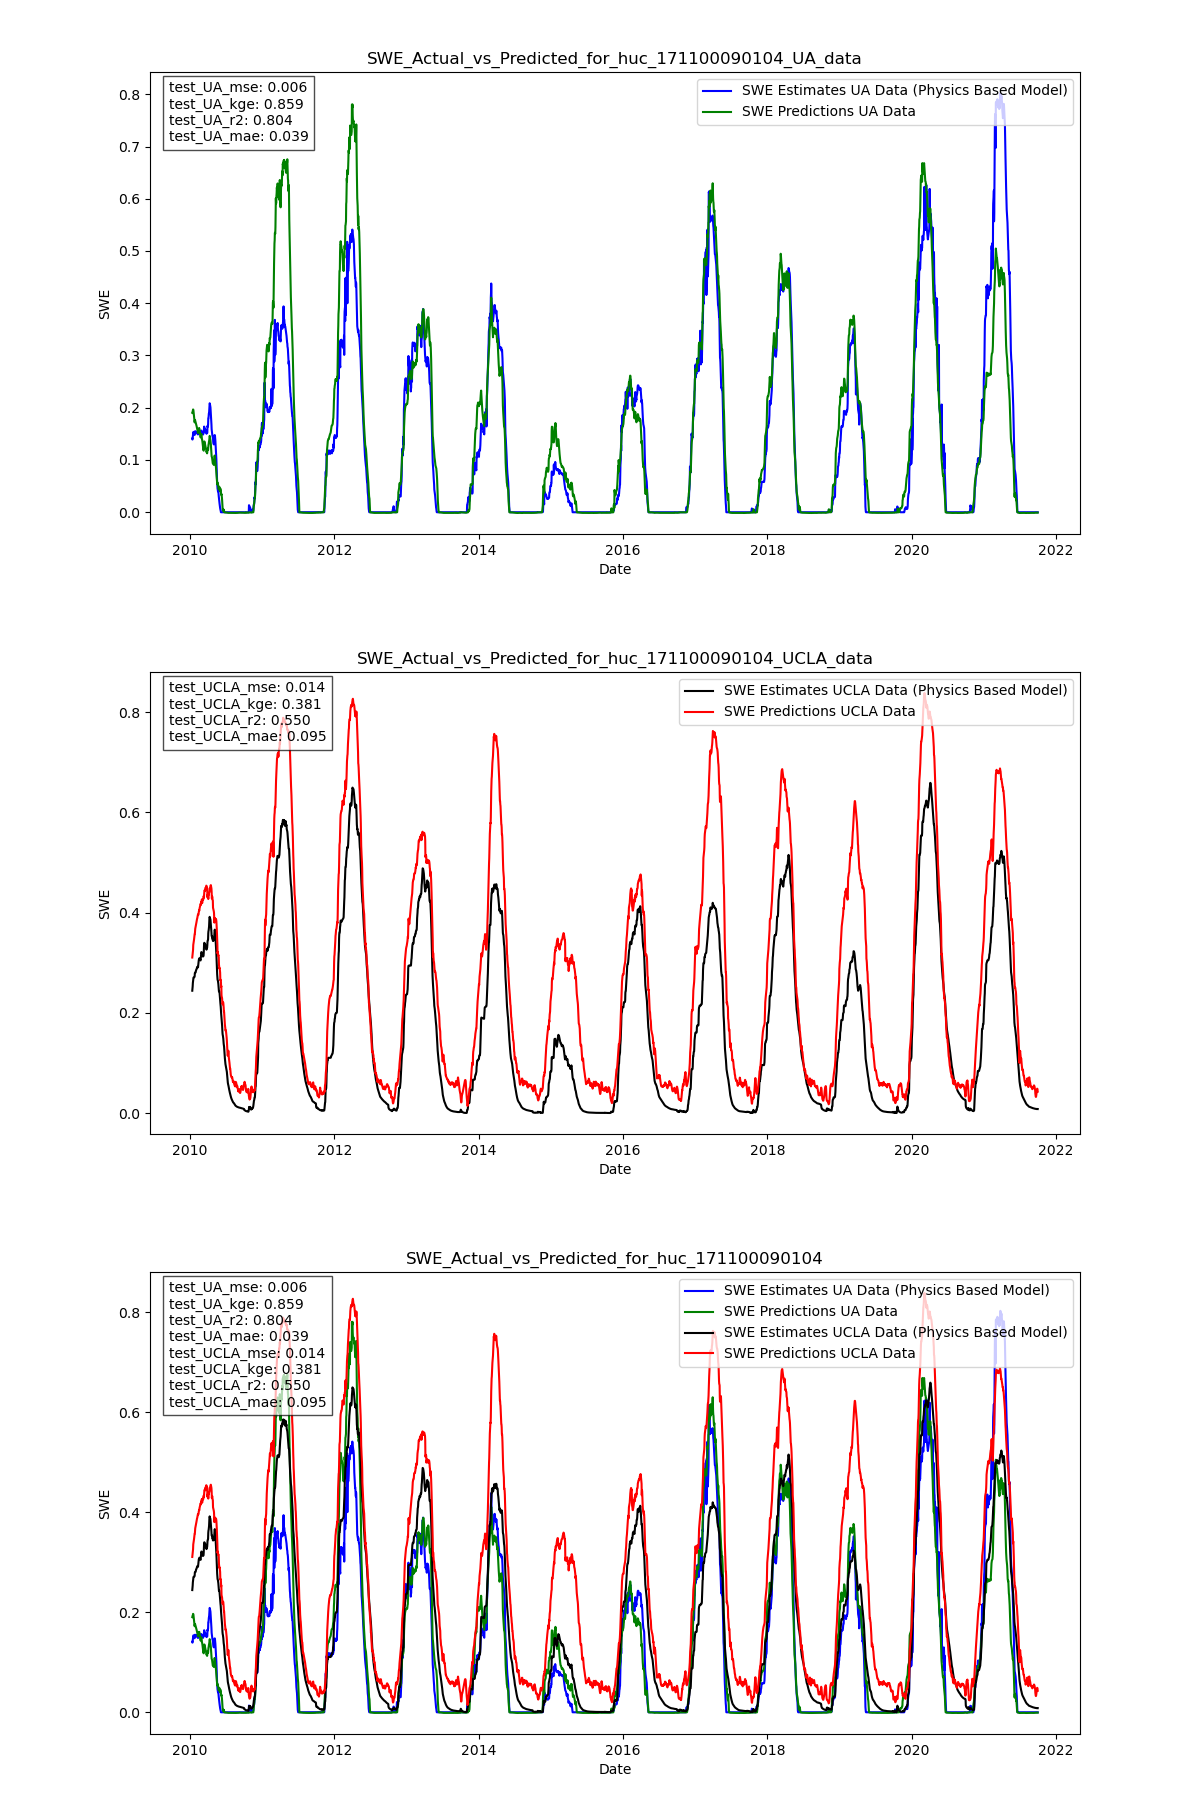 SWE_Actual_vs_Predicted_for_huc_171100090104_UA_data
test_UA_mse: 0.006
test_UA_kge: 0.859
test_UA_r2: 0.804
test_UA_mae: 0.039
SWE Estimates UA Data (Physics Based Model)
SWE Predictions UA Data
0.8
0.7
0.6
0.5
0.4
0.3
0.2
0.1
0.0
SWE
2010 2012 2014 2016 2018 2020 2022
Date
SWE_Actual_vs_Predicted_for_huc_171100090104_UCLA_data
test_UCLA_mse: 0.014
test_UCLA_kge: 0.381
test_UCLA_r2: 0.550
test_UCLA_mae: 0.095
SWE Estimates UCLA Data (Physics Based Model)
SWE Predictions UCLA Data
0.8
0.6
0.4
0.2
0.0
SWE
2010 2012 2014 2016 2018 2020 2022
Date
SWE_Actual_vs_Predicted_for_huc_171100090104
test_UA_mse: 0.006
test_UA_kge: 0.859
test_UA_r2: 0.804
test_UA_mae: 0.039
test_UCLA_mse: 0.014
test_UCLA_kge: 0.381
test_UCLA_r2: 0.550
test_UCLA_mae: 0.095
SWE Estimates UA Data (Physics Based Model)
SWE Predictions UA Data
SWE Estimates UCLA Data (Physics Based Model)
SWE Predictions UCLA Data
0.8
0.6
0.4
0.2
0.0
SWE
2010 2012 2014 2016 2018 2020 2022
Date